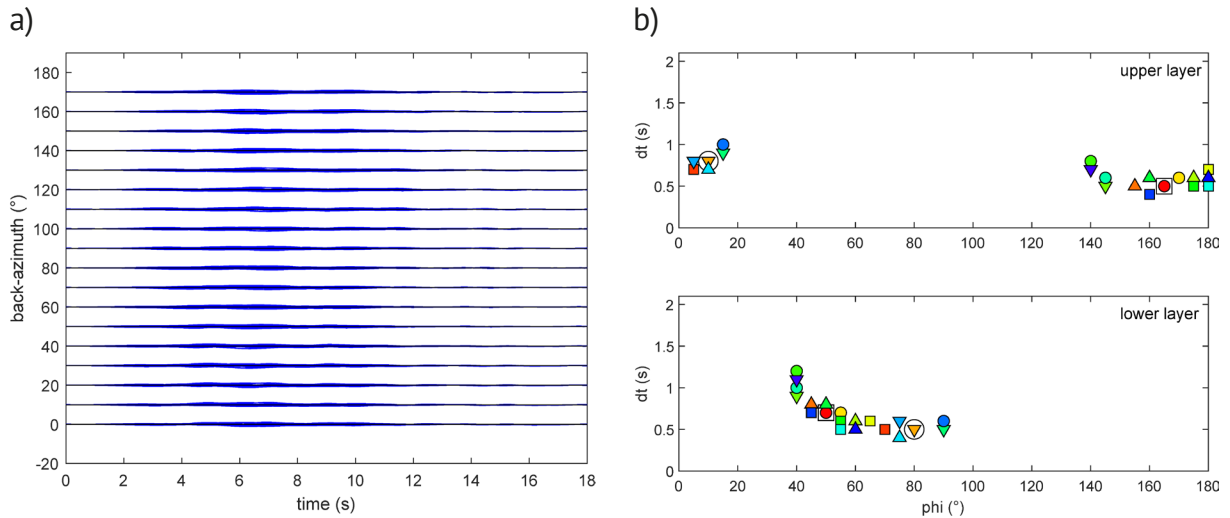 a)
180
160
140
120
100
80
60
40
20
0
-20
back-azimuth (°)
0 2 4 6 8 10 12 14 16 18
time (s)
b)
upper layer
2
1.5
1
0.5
0
dt (s)
0 20 40 60 80 100 120 140 160 180
lower layer
2
1.5
1
0.5
0
dt (s)
0 20 40 60 80 100 120 140 160 180
phi (°)